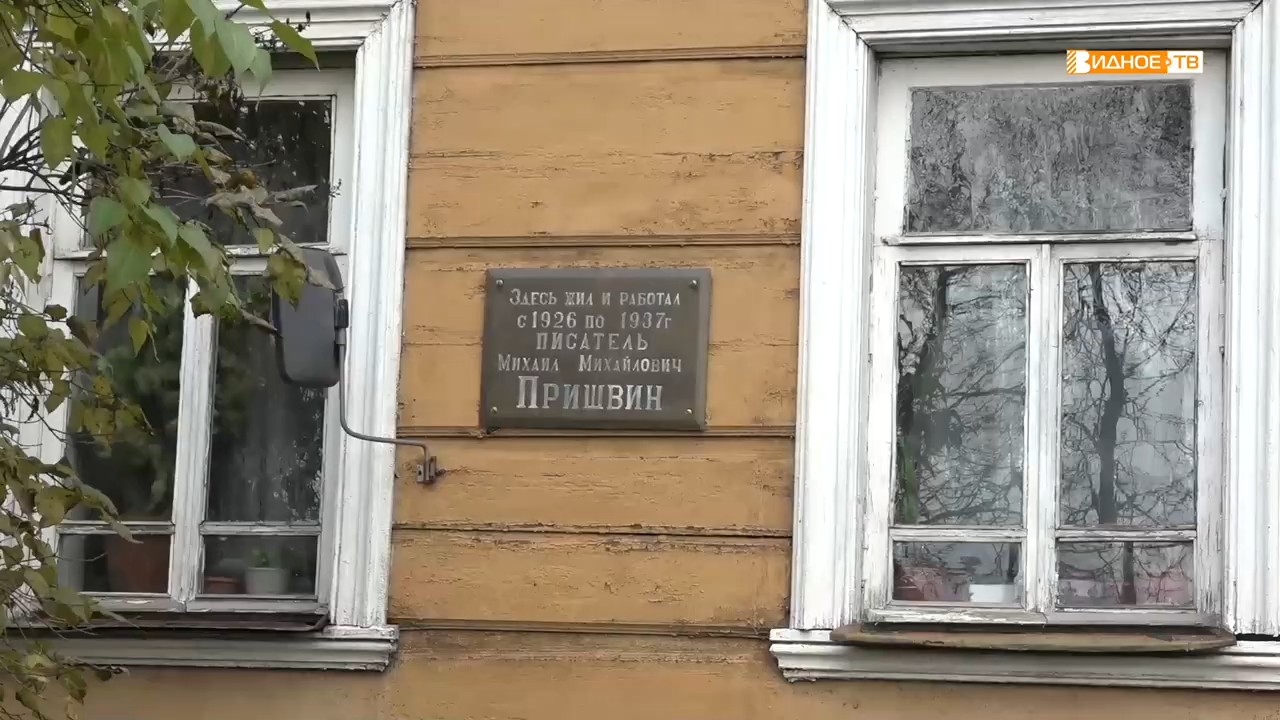 ВИДНОЕ ТВ
Здесь жил и работал
с 1926 по 1937г
ПИСАТЕЛЬ
Михаил Михайлович
Пришвин